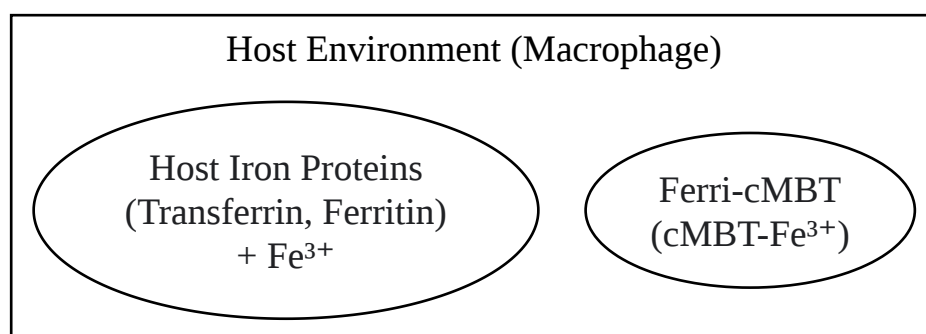 Host Environment (Macrophage)
Host Iron Proteins
(Transferrin, Ferritin)
+ Fe³⁺
Ferri-cMBT
(cMBT-Fe³⁺)